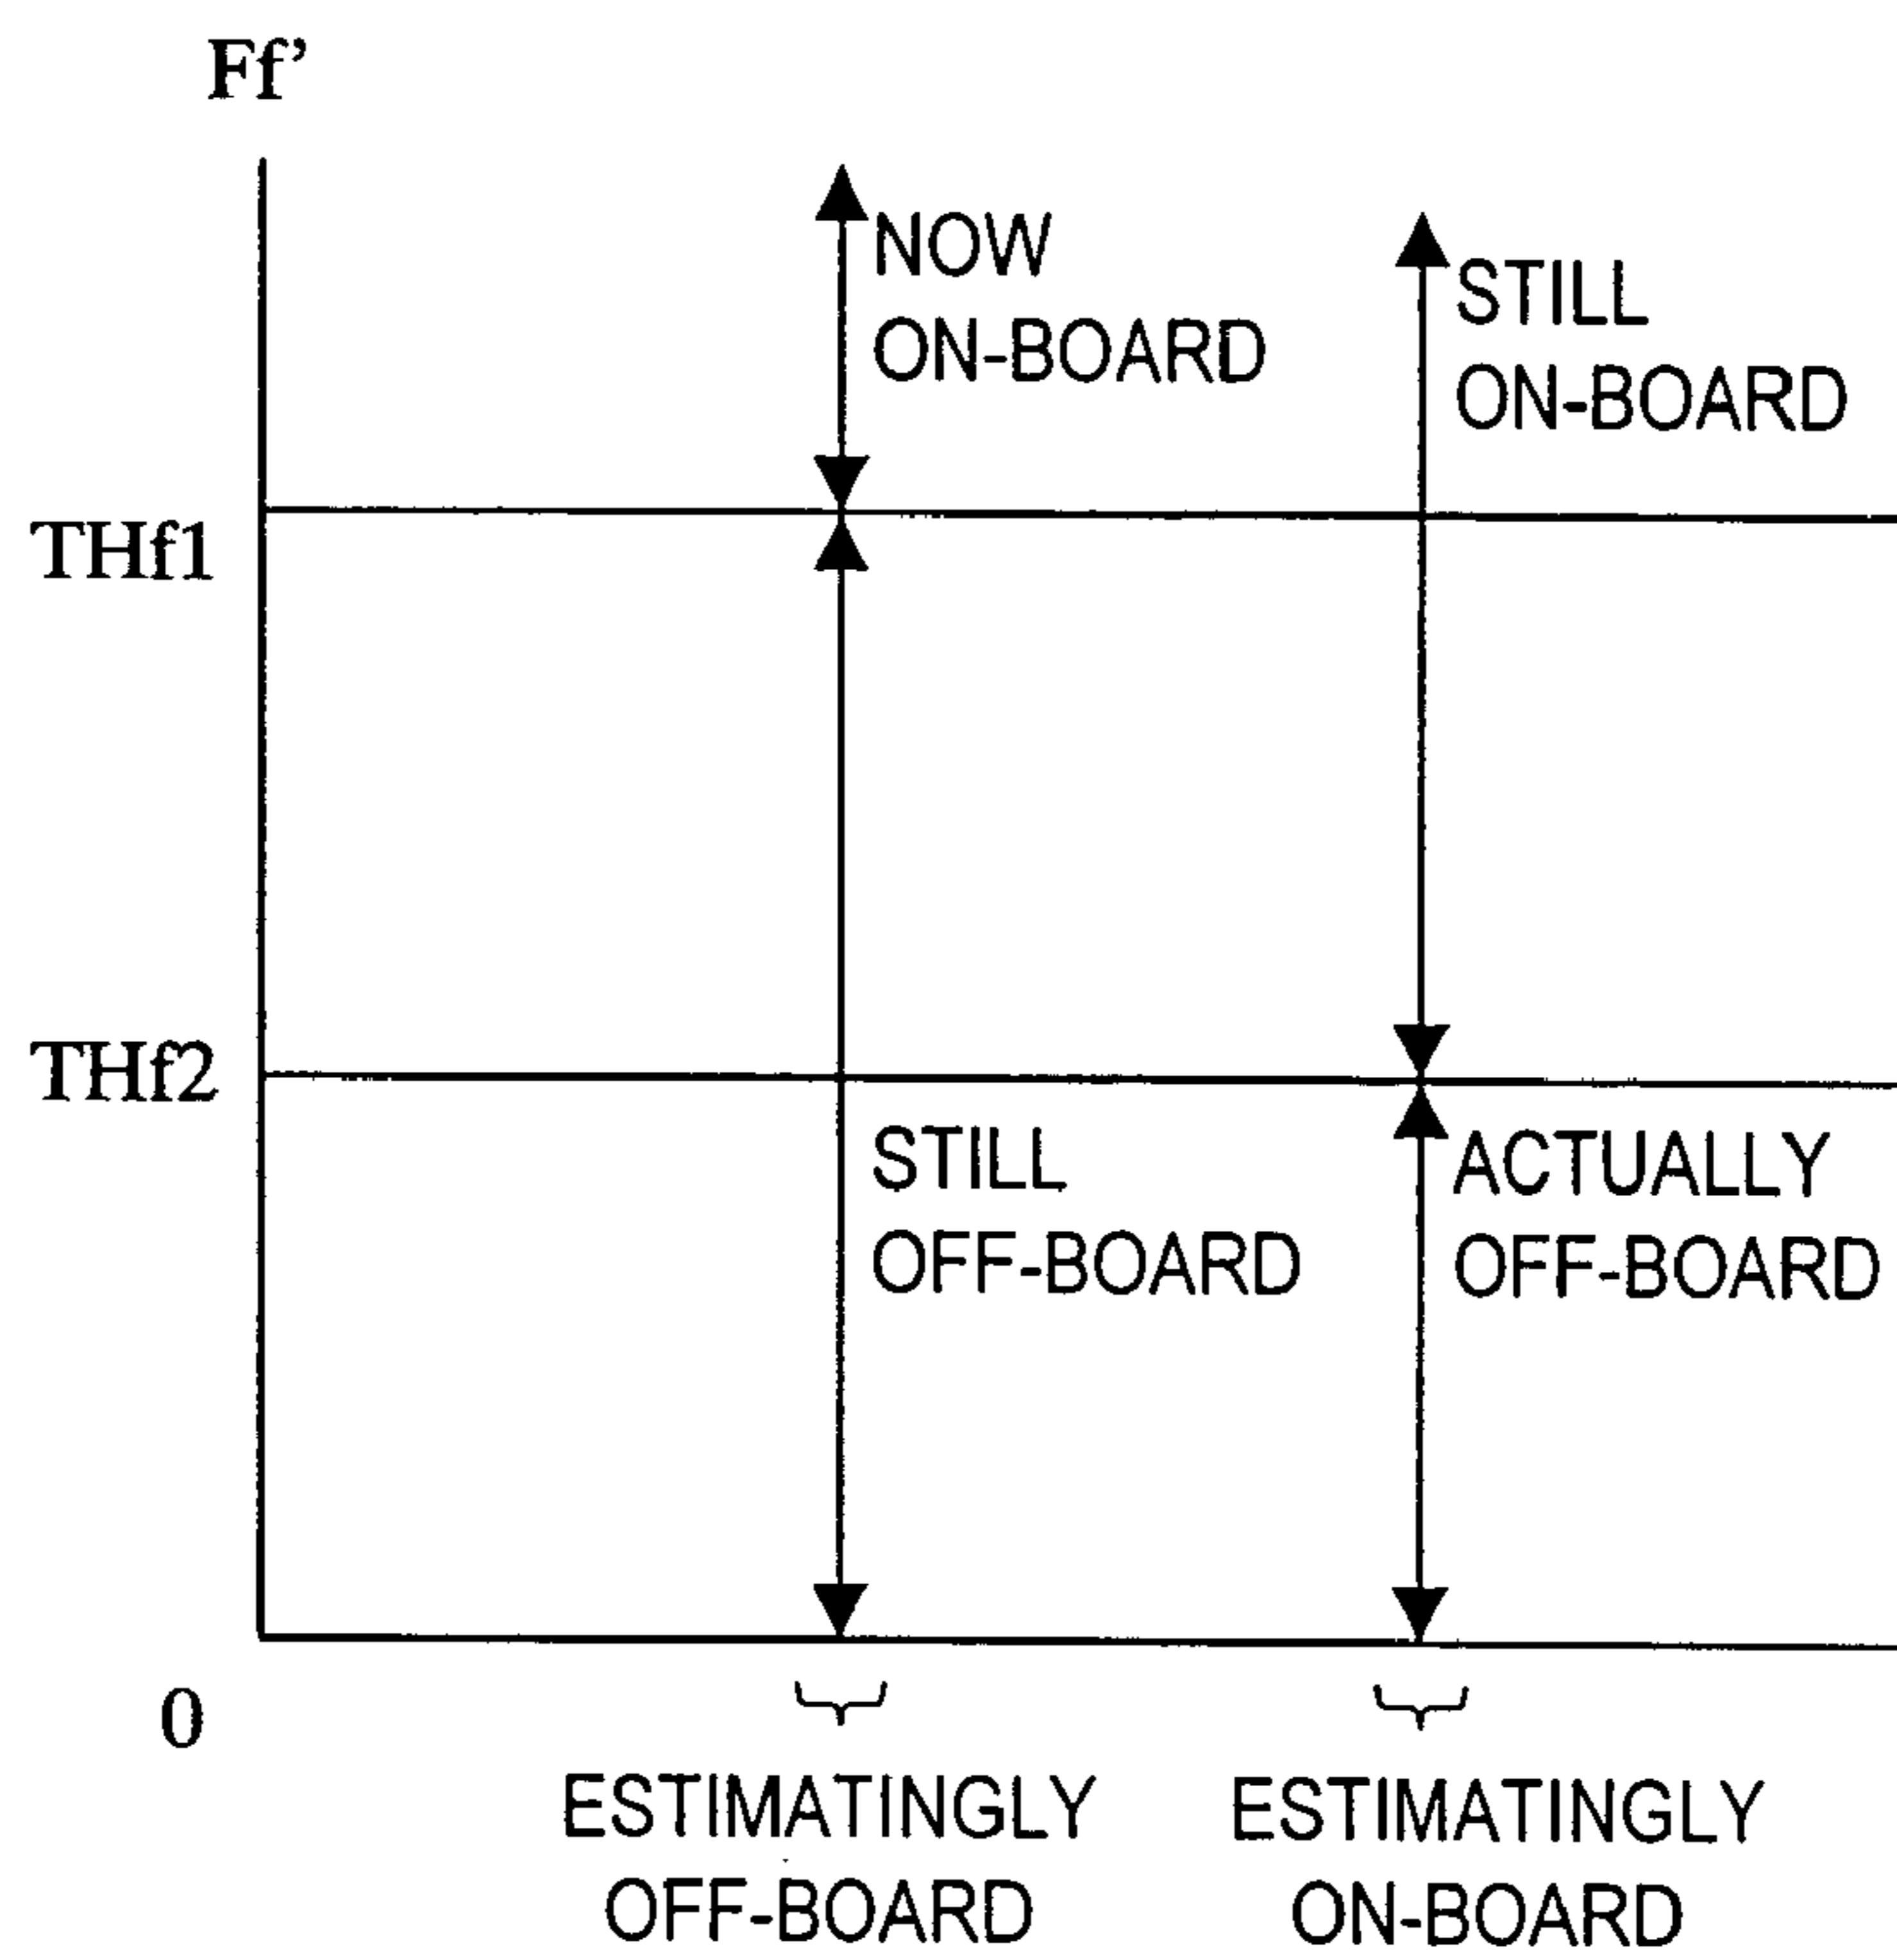 Ff’
NOW
ON-BOARD
STILL
ON-BOARD
THf1
THf2
STILL
OFF-BOARD
ACTUALLY
OFF-BOARD
0
ESTIMATINGLY
OFF-BOARD
ESTIMATINGLY
ON-BOARD